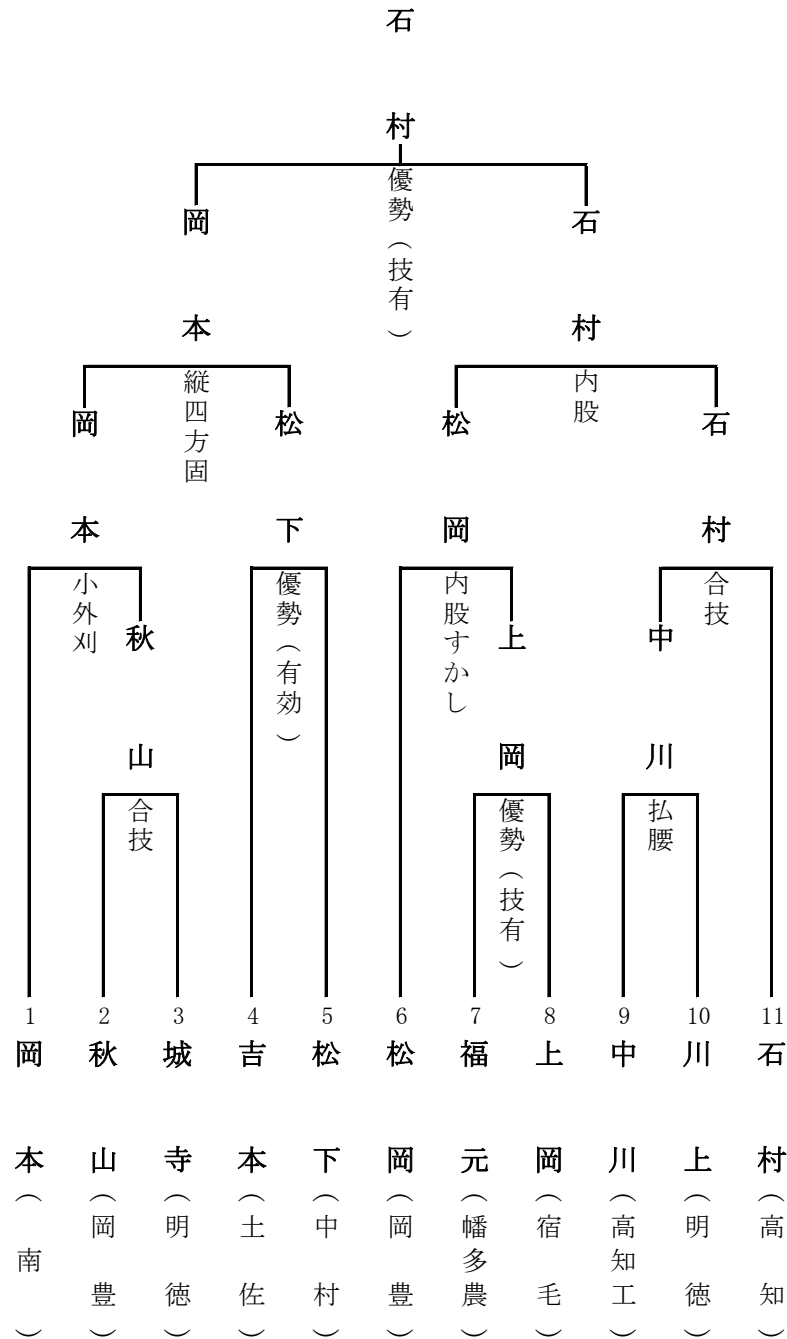 石村
優勢（技有）
岡本
石村
縦四方固
内股
岡本
松下
松岡
石村
小外刈
優勢（有効）
内股すかし
合技
秋山
上岡
中川
合技
優勢（技有）
払腰
1
岡本（南）
2
秋山（岡豊）
3
城寺（明徳）
4
吉本（土佐）
5
松下（中村）
6
松岡（岡豊）
7
福元（幡多農）
8
上岡（宿毛）
9
中川（高知工）
10
川上（明徳）
11
石村（高知）